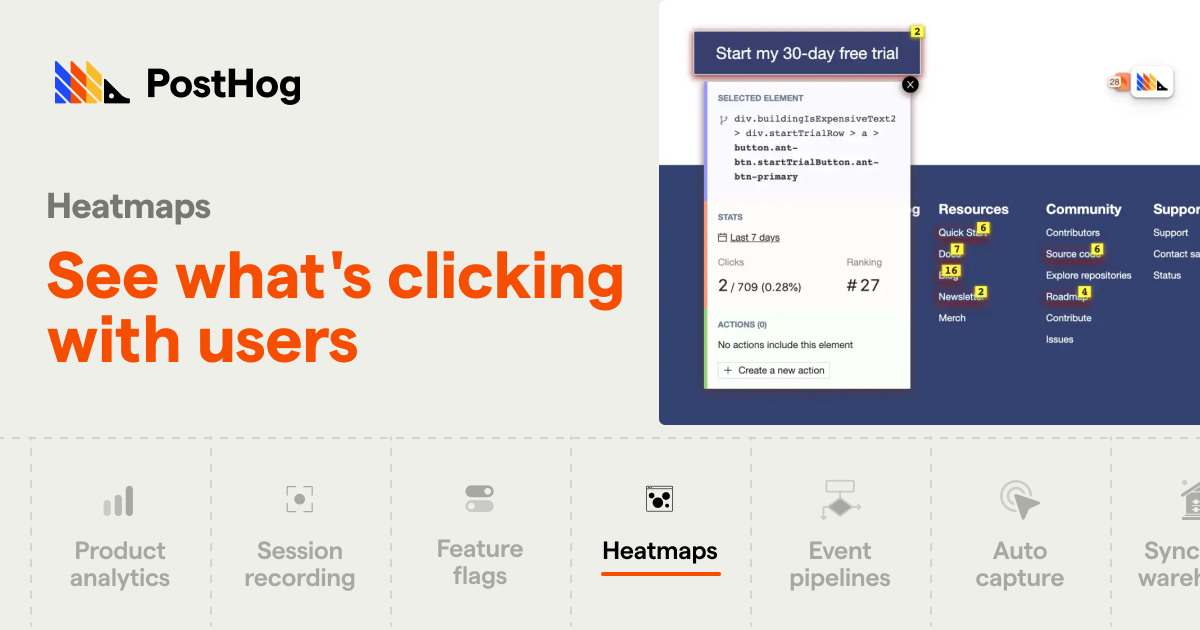 PostHog
Heatmaps
See what's clicking
with users
2
Start my 30-day free trial
X
SELECTED ELEMENT
div.buildingIsExpensiveText2
> div.startTrialRow > a >
button.ant-
btn.startTrialButton.ant-
btn-primary
STATS
Last 7 days
Clicks
Ranking
2 / 709 (0.28%)
#27
ACTIONS (0)
No actions include this element
+ Create a new action
28
g
Resources
Quick Start
6
7
16
Newsletter
2
Merch
Community
Contributors
Source code
6
Explore repositories
Roadmap
4
Contribute
Issues
Suppor
Support
Contact sa
Status
Product
analytics
Session
recording
Feature
flags
Heatmaps
Event
pipelines
Auto
capture
Sync
wareh